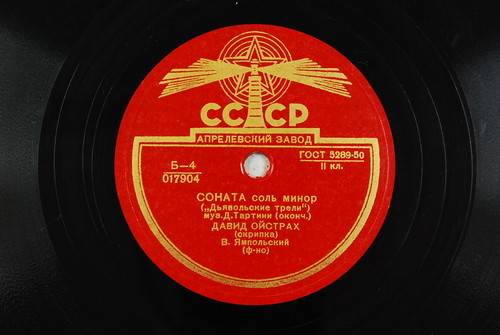 СССР
АПРЕЛЕВСКИЙ ЗАВОД
Б—4
017904
ГОСТ 5289-50
II кл.
СОНАТА соль минор
(„Дьявольские трели“)
муз. Д. Тартини (оконч.)
ДАВИД ОЙСТРАХ
(скрипка)
В. Ямпольский
(ф-но)